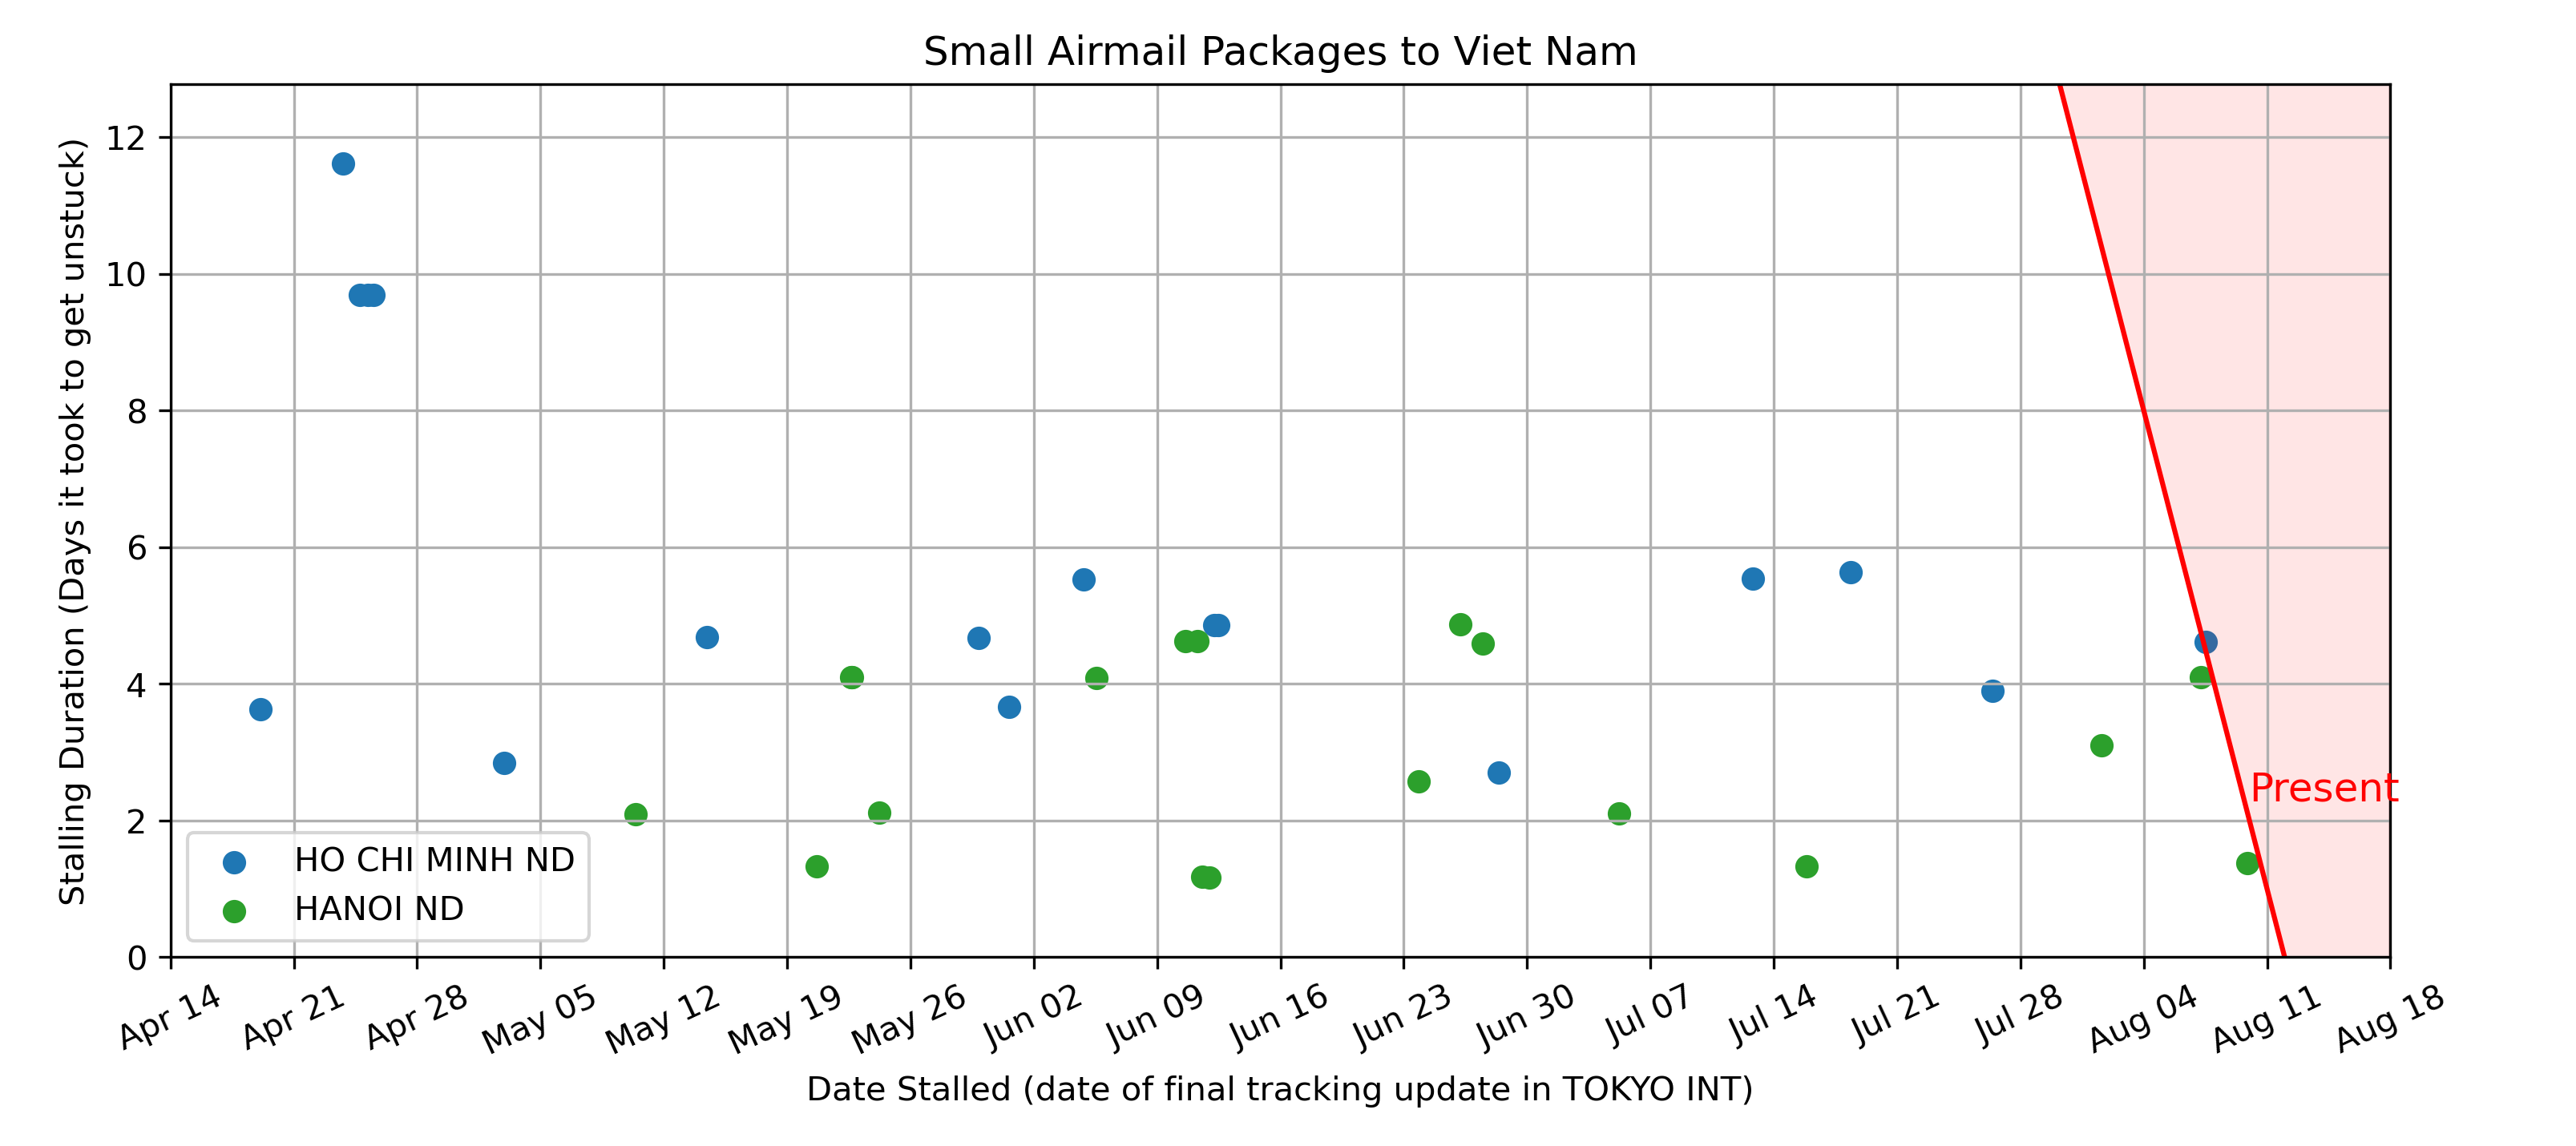 Small Airmail Packages to Viet Nam
Stalling Duration (Days it took to get unstuck)
12
10
8
6
4
2
0
Present
HO CHI MINH ND
HANOI ND
Apr 14
Apr 21
Apr 28
May 05
May 12
May 19
May 26
Jun 02
Jun 09
Jun 16
Jun 23
Jun 30
Jul 07
Jul 14
Jul 21
Jul 28
Aug 04
Aug 11
Aug 18
Date Stalled (date of final tracking update in TOKYO INT)